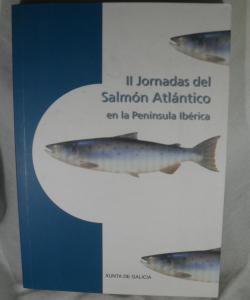 II Jornadas del
Salmón Atlántico
en la Península Ibérica
XUNTA DE GALICIA